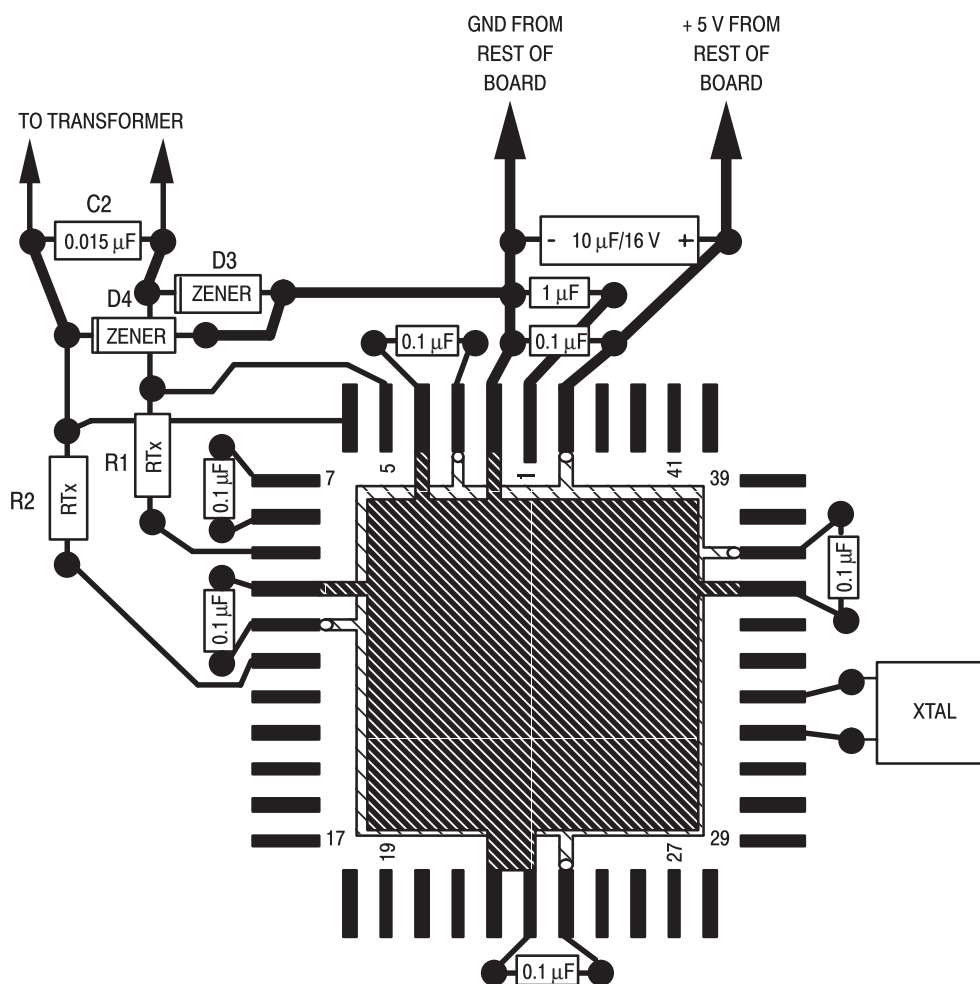 GND FROM
REST OF
BOARD
+ 5 V FROM
REST OF
BOARD
TO TRANSFORMER
C2
0.015 µF
- 10 µF/16 V +
D3
ZENER
1 µF
D4
ZENER
0.1 µF
0.1 µF
R1
RTx
R2
RTx
0.1 µF
7
5
1
41
39
0.1 µF
0.1 µF
XTAL
17
19
27
29
0.1 µF